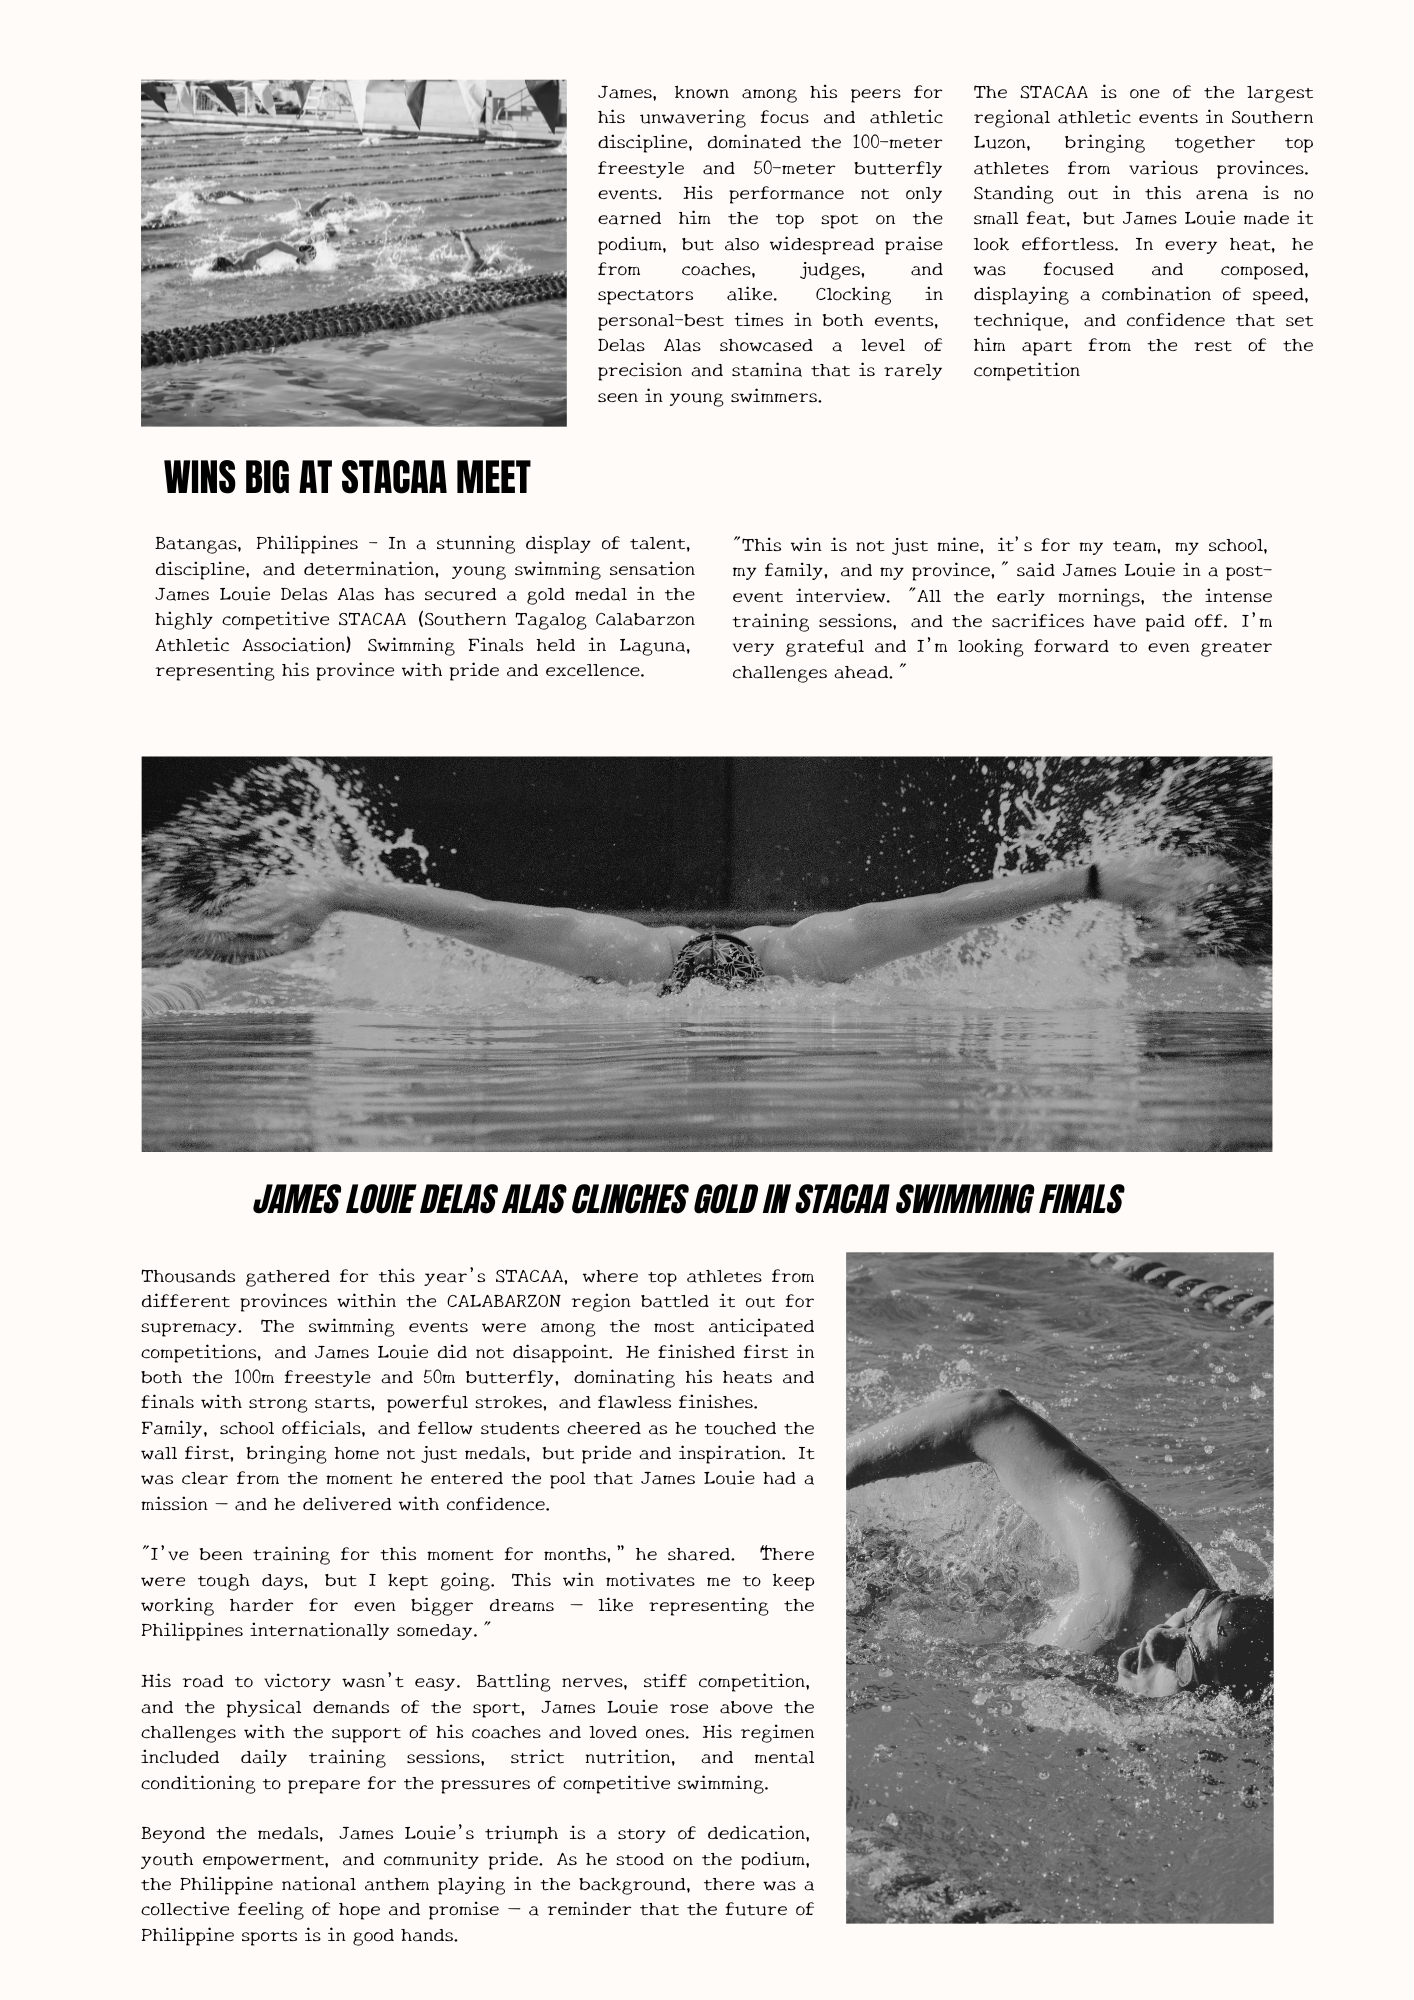 James, known among his peers for
his unwavering focus and athletic
discipline, dominated the 100-meter
freestyle and 50-meter butterfly
events. His performance not only
earned him the top spot on the
podium, but also widespread praise
from coaches, judges, and
spectators alike. Clocking in
personal-best times in both events,
Delas Alas showcased a level of
precision and stamina that is rarely
seen in young swimmers.
The STACAA is one of the largest
regional athletic events in Southern
Luzon, bringing together top
athletes from various provinces.
Standing out in this arena is no
small feat, but James Louie made it
look effortless. In every heat, he
was focused and composed,
displaying a combination of speed,
technique, and confidence that set
him apart from the rest of the
competition
WINS BIG AT STACAA MEET
Batangas, Philippines - In a stunning display of talent,
discipline, and determination, young swimming sensation
James Louie Delas Alas has secured a gold medal in the
highly competitive STACAA (Southern Tagalog Calabarzon
Athletic Association) Swimming Finals held in Laguna,
representing his province with pride and excellence.
"This win is not just mine, it's for my team, my school,
my family, and my province," said James Louie in a post-
event interview. "All the early mornings, the intense
training sessions, and the sacrifices have paid off. I'm
very grateful and I'm looking forward to even greater
challenges ahead."
JAMES LOUIE DELAS ALAS CLINCHES GOLD IN STACAA SWIMMING FINALS
Thousands gathered for this year's STACAA, where top athletes from
different provinces within the CALABARZON region battled it out for
supremacy. The swimming events were among the most anticipated
competitions, and James Louie did not disappoint. He finished first in
both the 100m freestyle and 50m butterfly, dominating his heats and
finals with strong starts, powerful strokes, and flawless finishes.
Family, school officials, and fellow students cheered as he touched the
wall first, bringing home not just medals, but pride and inspiration. It
was clear from the moment he entered the pool that James Louie had a
mission — and he delivered with confidence.
"I've been training for this moment for months,” he shared. “There
were tough days, but I kept going. This win motivates me to keep
working harder for even bigger dreams — like representing the
Philippines internationally someday."
His road to victory wasn't easy. Battling nerves, stiff competition,
and the physical demands of the sport, James Louie rose above the
challenges with the support of his coaches and loved ones. His regimen
included daily training sessions, strict nutrition, and mental
conditioning to prepare for the pressures of competitive swimming.
Beyond the medals, James Louie's triumph is a story of dedication,
youth empowerment, and community pride. As he stood on the podium,
the Philippine national anthem playing in the background, there was a
collective feeling of hope and promise — a reminder that the future of
Philippine sports is in good hands.